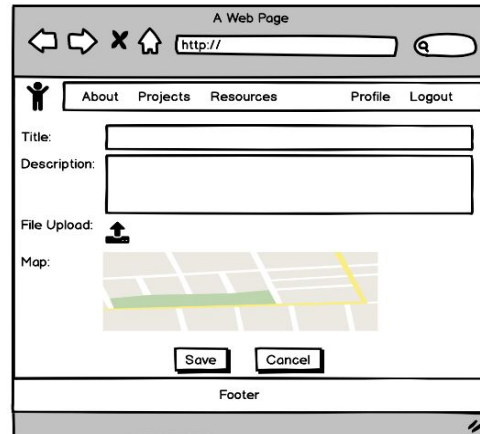 A Web Page
http://
About Projects Resources Profile Logout
Title:
Description:
File Upload:
Map:
Save Cancel
Footer